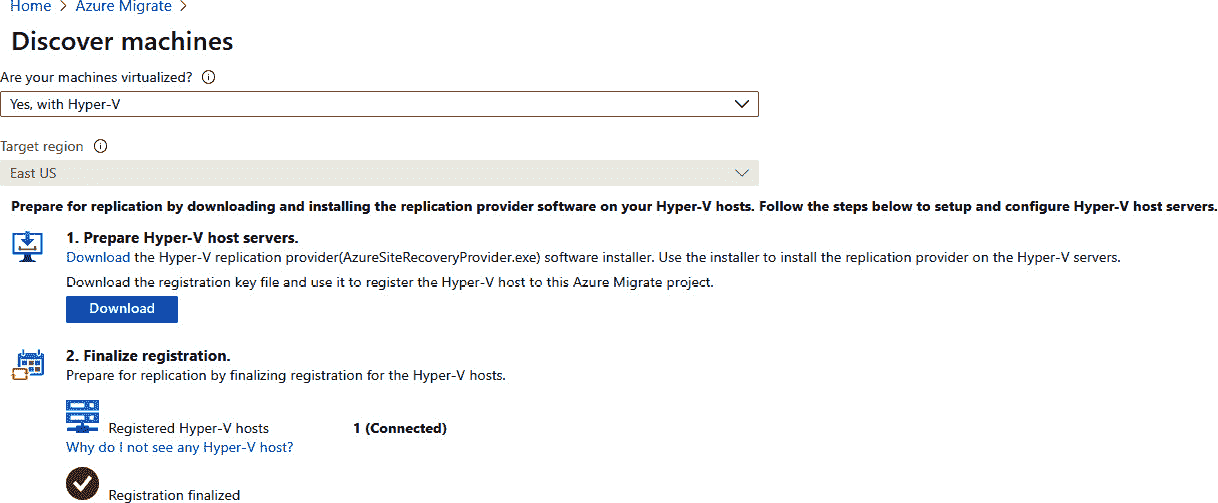 Home > Azure Migrate >
Discover machines
Are your machines virtualized?
Yes, with Hyper-V
Target region
East US
Prepare for replication by downloading and installing the replication provider software on your Hyper-V hosts. Follow the steps below to setup and configure Hyper-V host servers.
1. Prepare Hyper-V host servers.
Download the Hyper-V replication provider(AzureSiteRecoveryProvider.exe) software installer. Use the installer to install the replication provider on the Hyper-V servers.
Download the registration key file and use it to register the Hyper-V host to this Azure Migrate project.
Download
2. Finalize registration.
Prepare for replication by finalizing registration for the Hyper-V hosts.
Registered Hyper-V hosts 1 (Connected)
Why do I not see any Hyper-V host?
Registration finalized